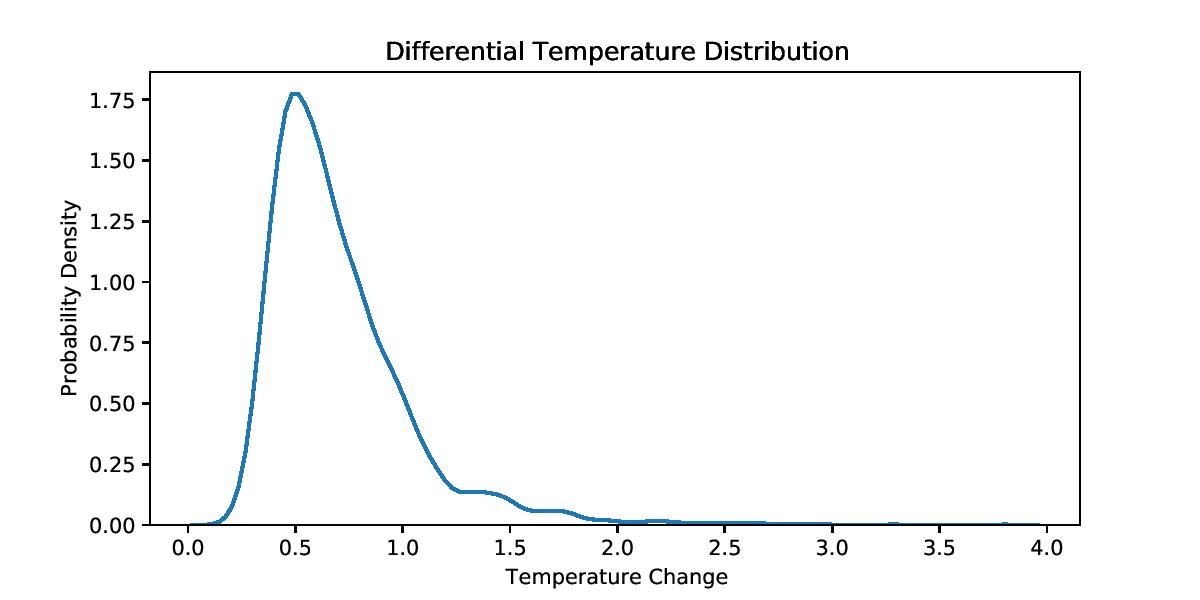 Differential Temperature Distribution
1.75
1.50
1.25
1.00
0.75
0.50
0.25
0.00
Probability Density
0.0 0.5 1.0 1.5 2.0 2.5 3.0 3.5 4.0
Temperature Change